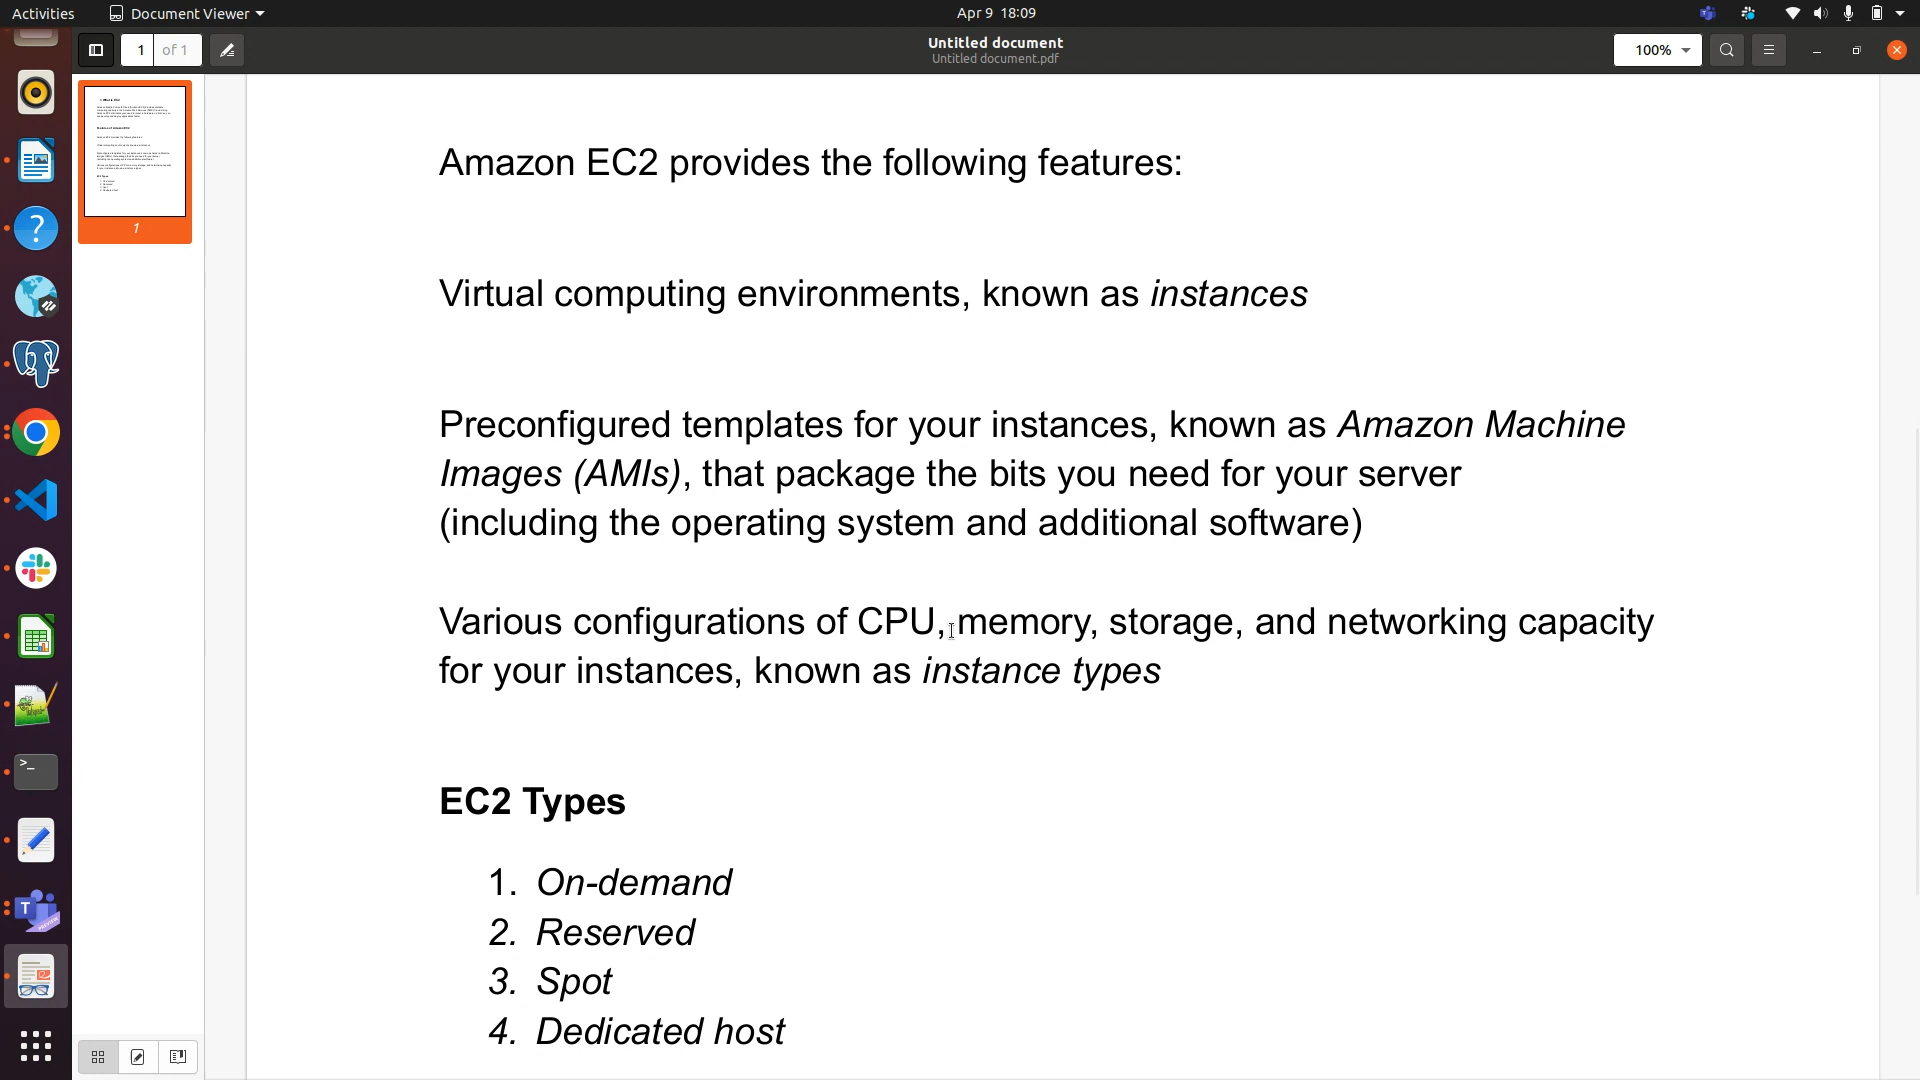 Activities
Document Viewer
Apr 9 18:09
1 of 1
Untitled document
Untitled document.pdf
100%
1
Amazon EC2 provides the following features:
Virtual computing environments, known as instances
Preconfigured templates for your instances, known as Amazon Machine
Images (AMIs), that package the bits you need for your server
(including the operating system and additional software)
Various configurations of CPU, memory, storage, and networking capacity
for your instances, known as instance types
EC2 Types
1. On-demand
2. Reserved
3. Spot
4. Dedicated host